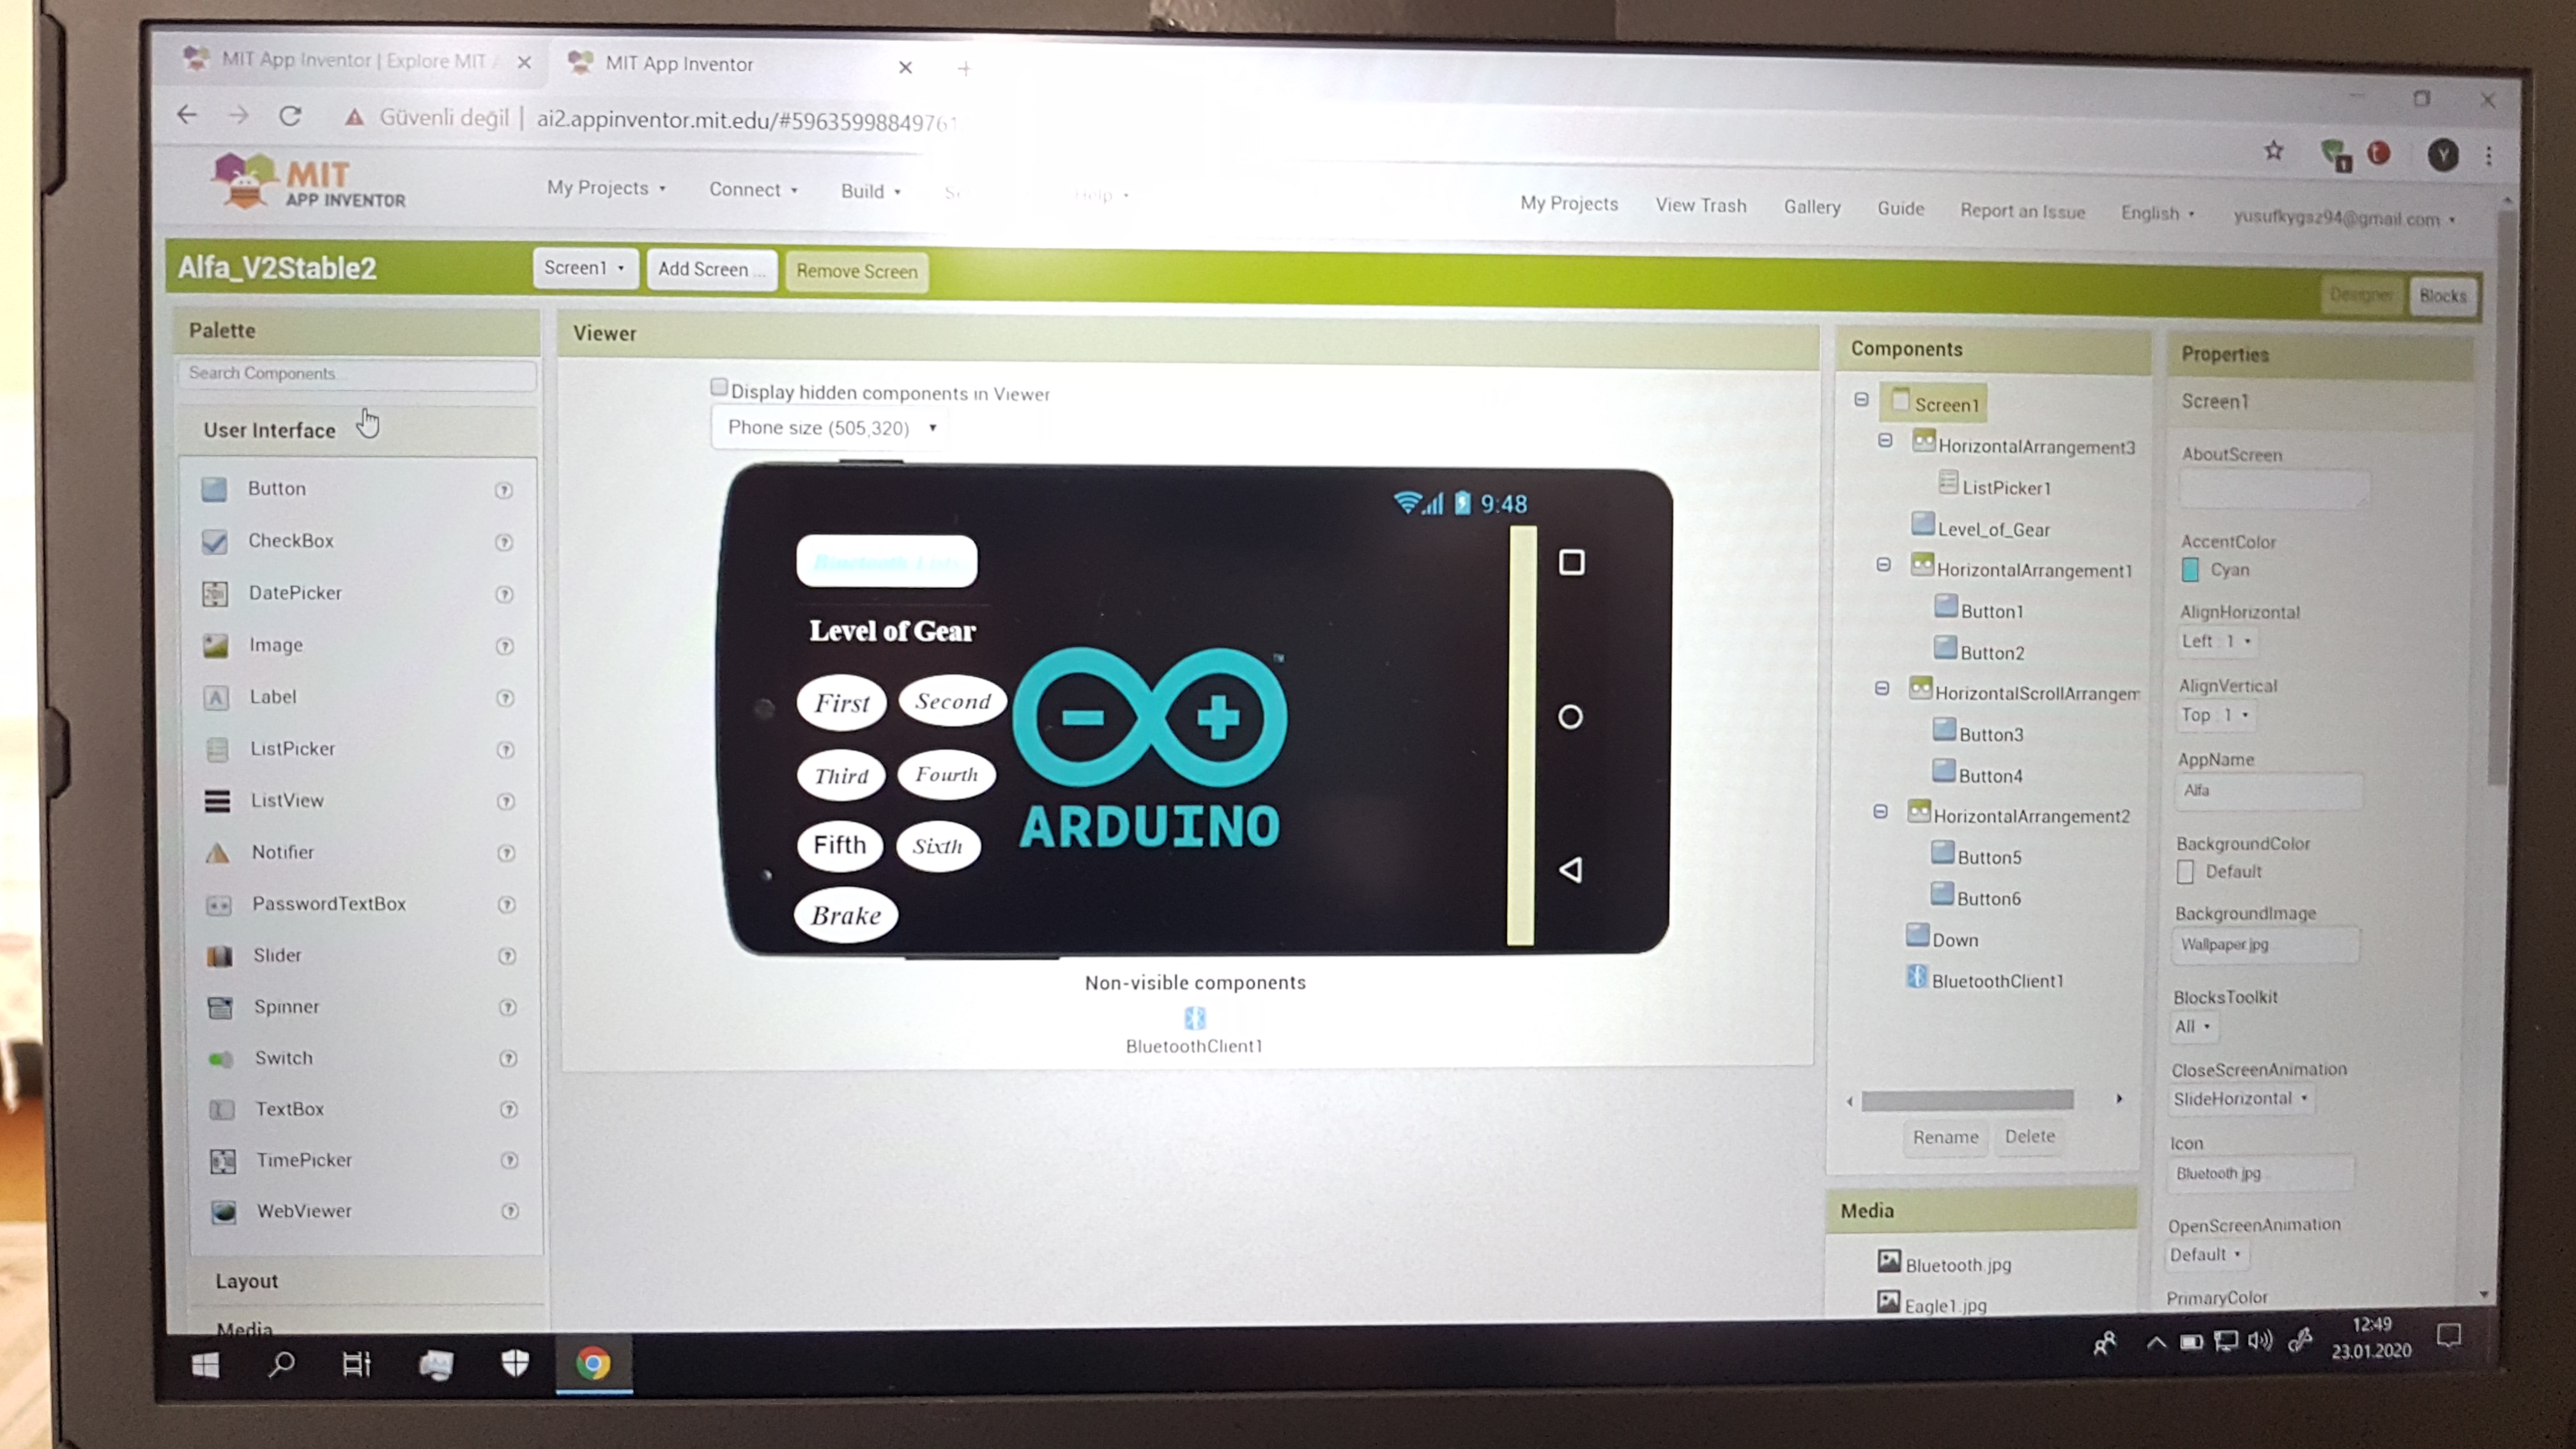 MIT App Inventor | Explore MIT
MIT App Inventor
Güvenli değil | ai2.appinventor.mit.edu/#59635998849761
MIT
APP INVENTOR
My Projects
Connect
Build
Help
My Projects
View Trash
Gallery
Guide
Report an Issue
English
yusufkygsz94@gmail.com
Alfa_V2Stable2
Screen1
Add Screen ...
Remove Screen
Designer
Blocks
Palette
Search Components...
User Interface
Button
CheckBox
DatePicker
Image
Label
ListPicker
ListView
Notifier
PasswordTextBox
Slider
Spinner
Switch
TextBox
TimePicker
WebViewer
Layout
Media
Viewer
Display hidden components in Viewer
Phone size (505,320)
9:48
Bluetooth
Level of Gear
First
Second
Third
Fourth
Fifth
Sixth
Brake
ARDUINO
TM
Non-visible components
BluetoothClient1
Components
Screen1
HorizontalArrangement3
ListPicker1
Level_of_Gear
HorizontalArrangement1
Button1
Button2
HorizontalScrollArrangem
Button3
Button4
HorizontalArrangement2
Button5
Button6
Down
BluetoothClient1
Rename
Delete
Media
Bluetooth.jpg
Eagle1.jpg
Properties
Screen1
AboutScreen
AccentColor
Cyan
AlignHorizontal
Left : 1
AlignVertical
Top : 1
AppName
Alfa
BackgroundColor
Default
BackgroundImage
Wallpaper.jpg
BlocksToolkit
All
CloseScreenAnimation
SlideHorizontal
Icon
Bluetooth.jpg
OpenScreenAnimation
Default
PrimaryColor
12:49
23.01.2020